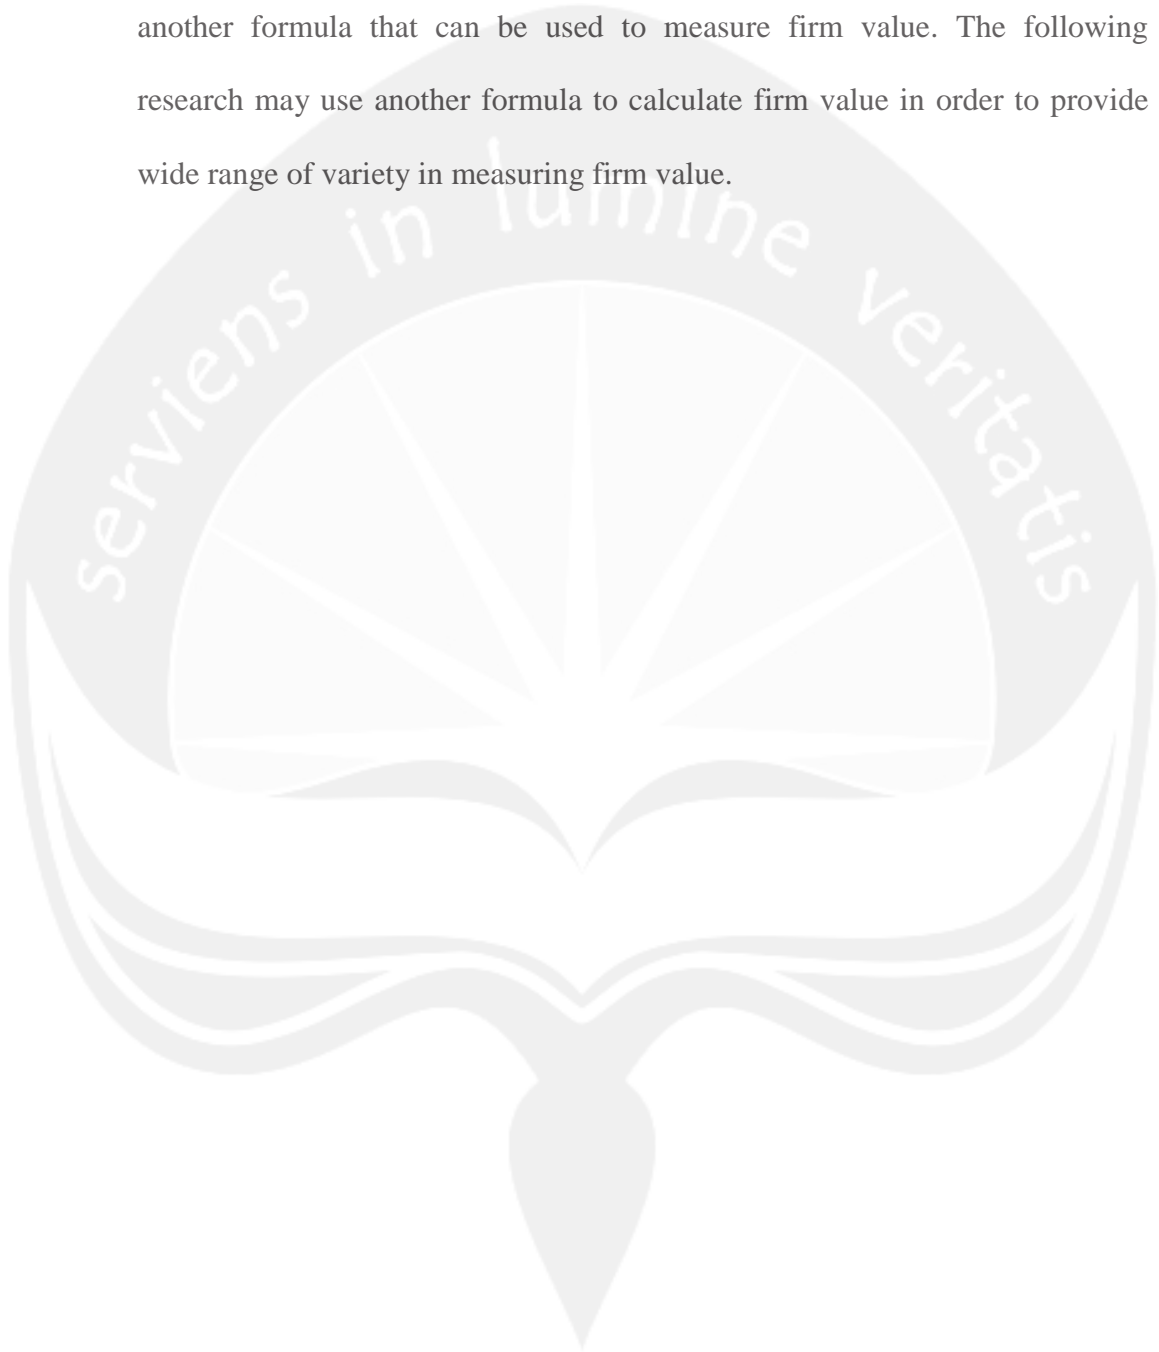 another formula that can be used to measure firm value. The following
research may use another formula to calculate firm value in order to provide
wide range of variety in measuring firm value.
serviens in lumine veritatis